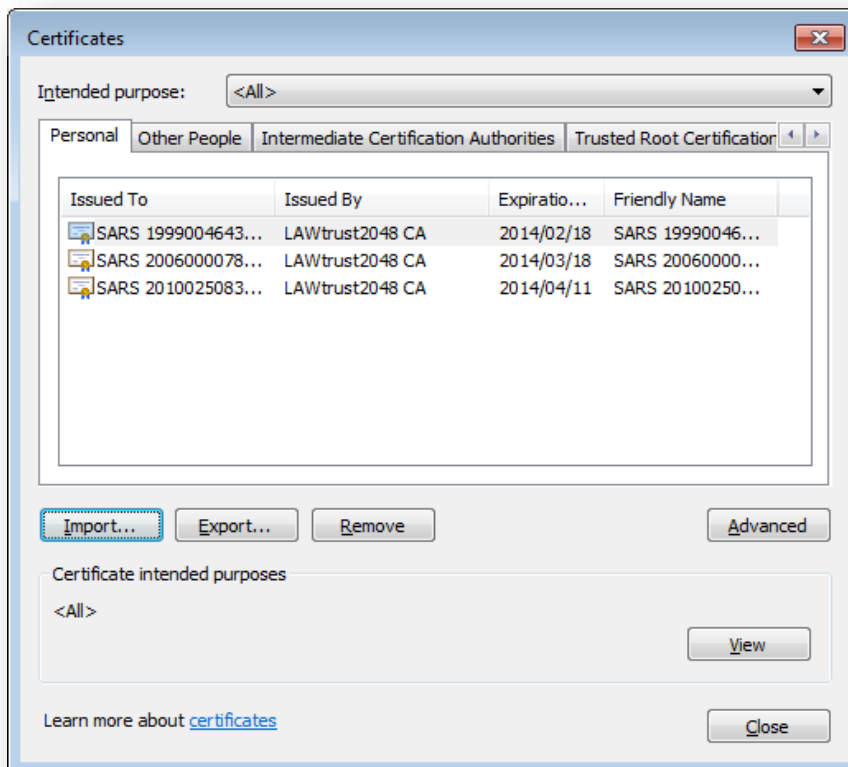 Certificates
Intended purpose: <All>
Personal Other People Intermediate Certification Authorities Trusted Root Certification
Issued To Issued By Expiratio... Friendly Name
SARS 1999004643... LAWtrust2048 CA 2014/02/18 SARS 19990046...
SARS 2006000078... LAWtrust2048 CA 2014/03/18 SARS 20060000...
SARS 2010025083... LAWtrust2048 CA 2014/04/11 SARS 20100250...
Import... Export... Remove Advanced
Certificate intended purposes
<All>
View
Learn more about certificates
Close